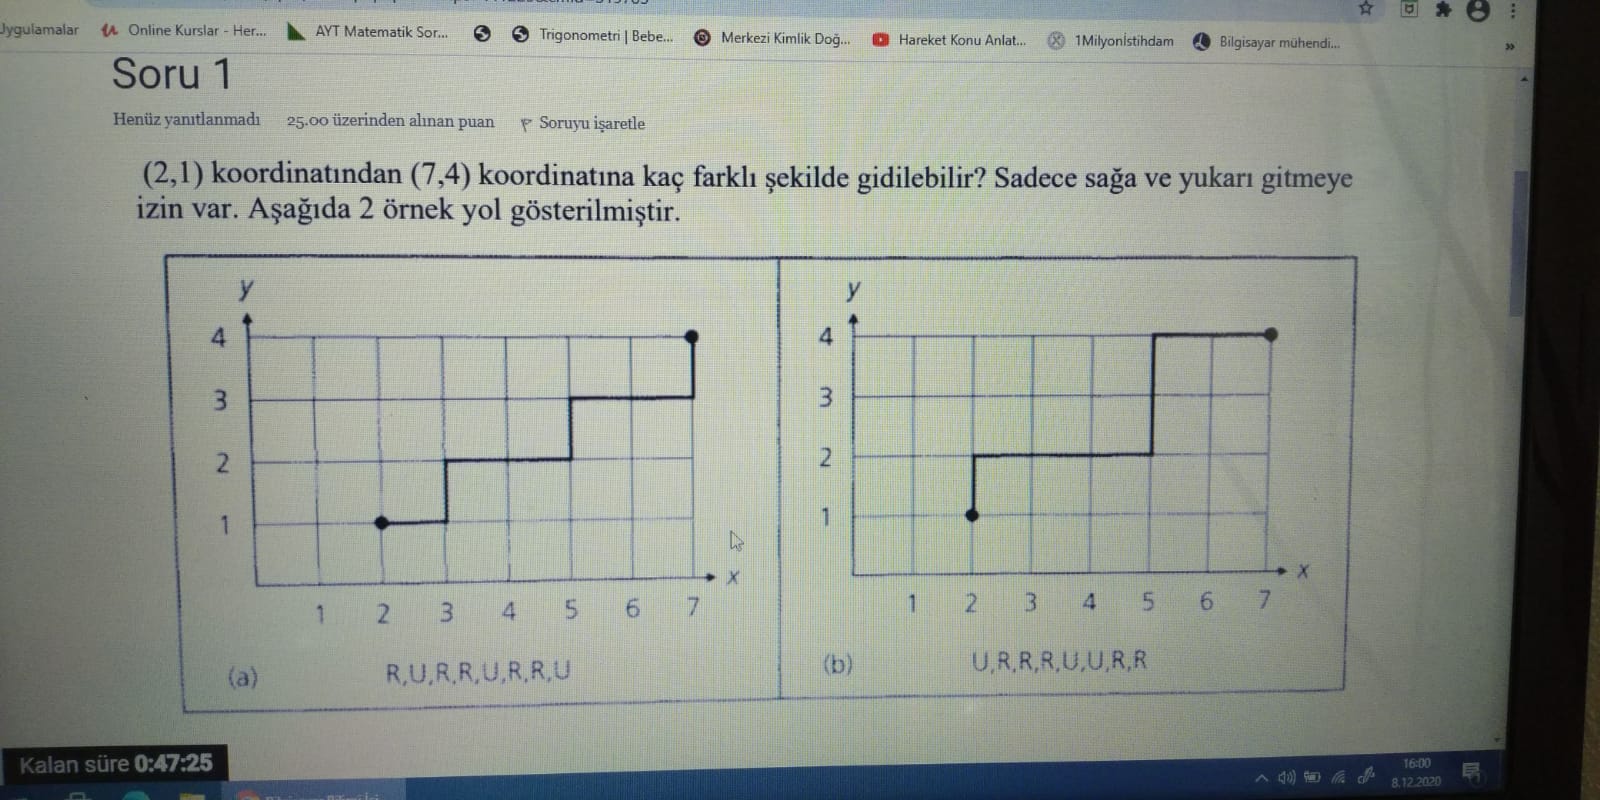 Uygulamalar Online Kurslar - Her... AYT Matematik Sor... Trigonometri | Bebe... Merkezi Kimlik Doğ... Hareket Konu Anlat... 1Milyonİstihdam Bilgisayar mühendi... »
Soru 1
Henüz yanıtlanmadı 25.00 üzerinden alınan puan Soruyu işaretle
(2,1) koordinatından (7,4) koordinatına kaç farklı şekilde gidilebilir? Sadece sağa ve yukarı gitmeye
izin var. Aşağıda 2 örnek yol gösterilmiştir.
y
4
3
2
1
x
1 2 3 4 5 6 7
(a) R,U,R,R,U,R,R,U
y
4
3
2
1
x
1 2 3 4 5 6 7
(b) U,R,R,R,U,U,R,R
Kalan süre 0:47:25
16:00
8.12.2020